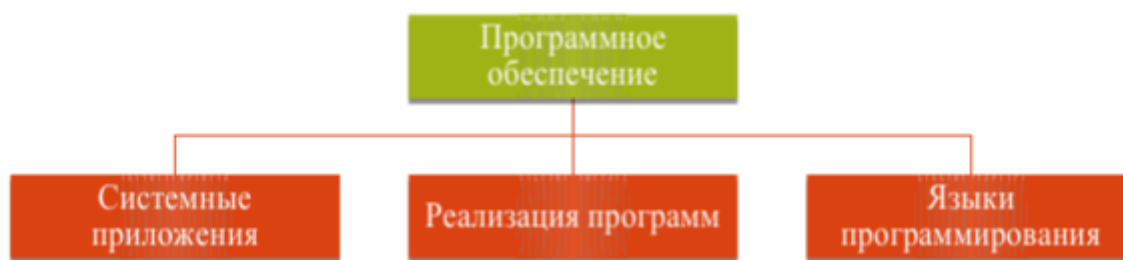 Программное
обеспечение
Системные
приложения
Реализация программ
Языки
программирования